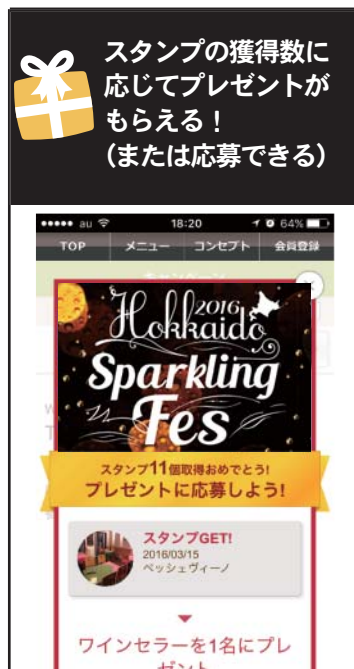 スタンプの獲得数に
応じてプレゼントが
もらえる！
（または応募できる）
au 18:20 64%
TOP メニュー コンセプト 会員登録
Hokkaido 2016
Sparkling
Fes
スタンプ11個取得おめでとう!
プレゼントに応募しよう!
スタンプGET!
2016/03/15
ペッシェヴィーノ
ワインセラーを1名にプレ
ゼント